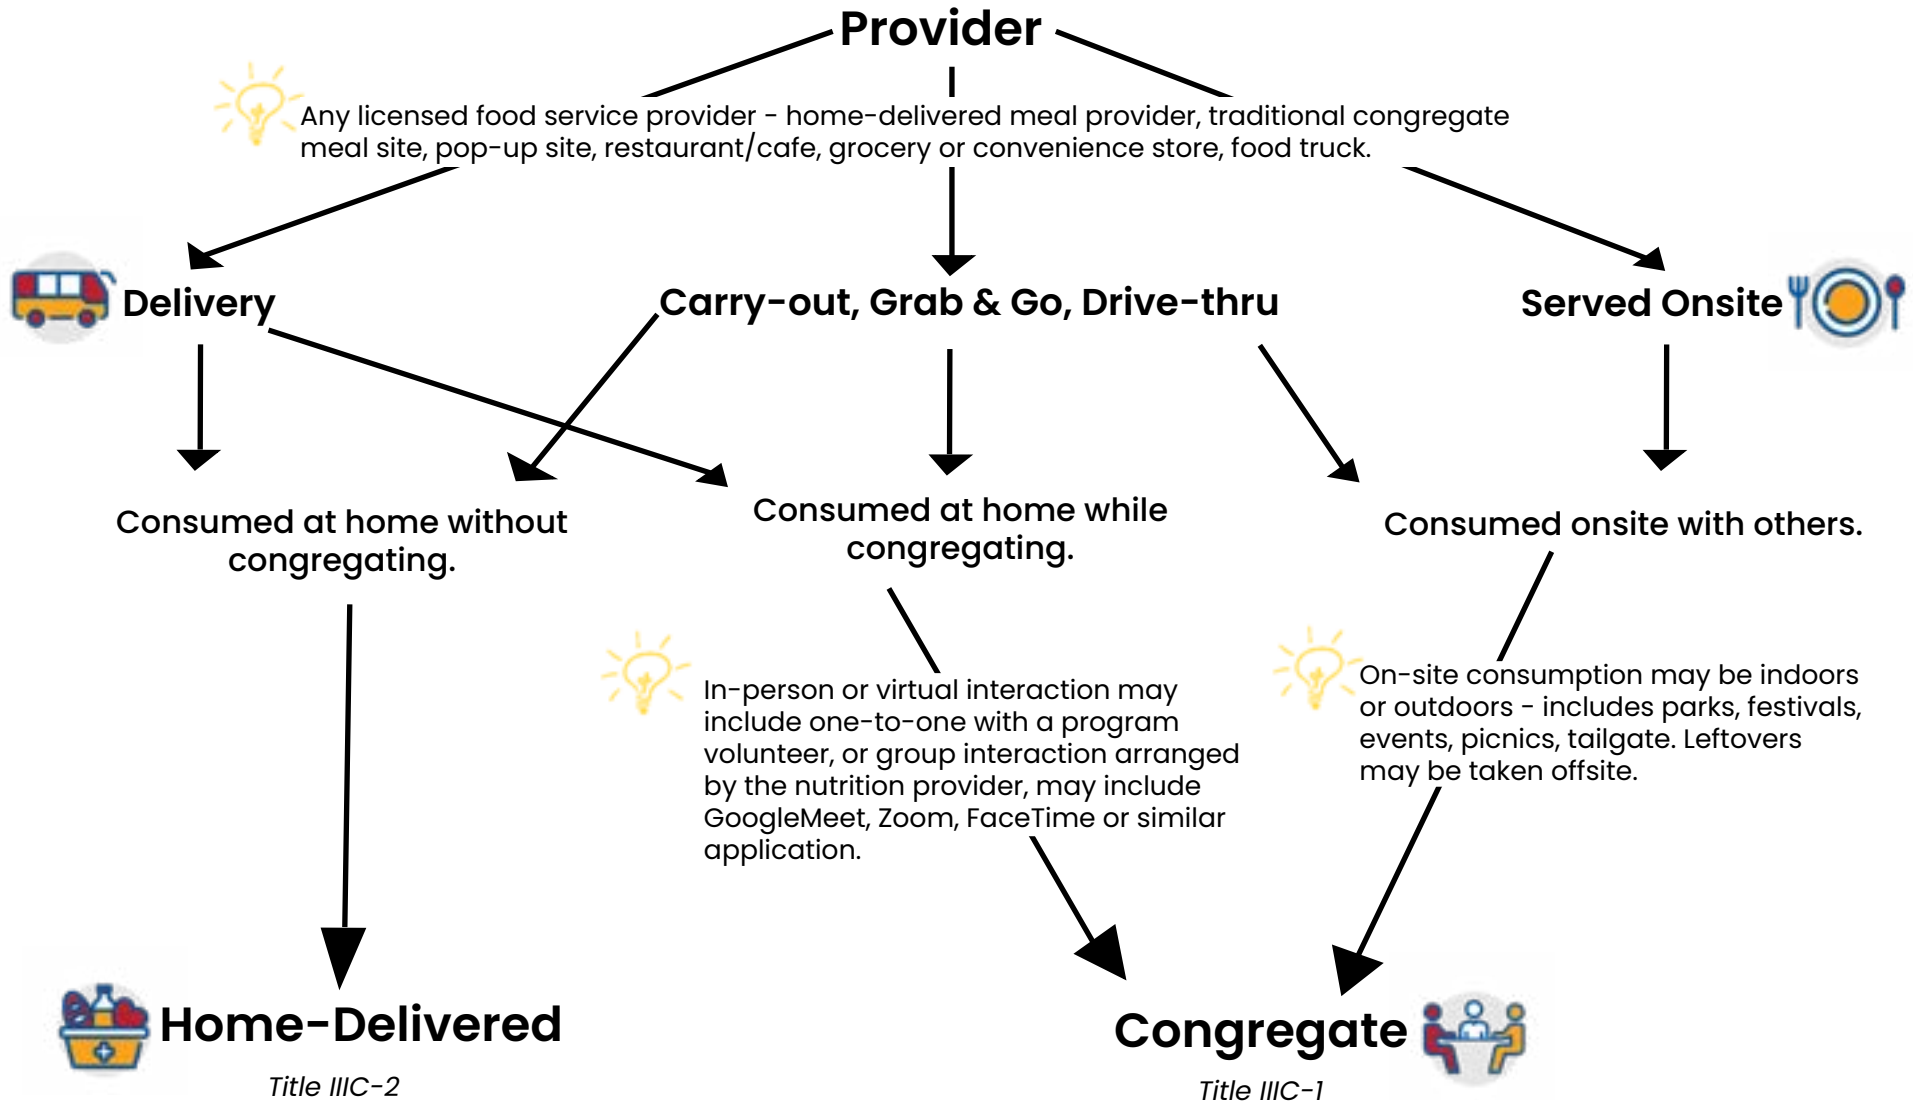 Provider
Any licensed food service provider - home-delivered meal provider, traditional congregate
meal site, pop-up site, restaurant/cafe, grocery or convenience store, food truck.
Delivery
Carry-out, Grab & Go, Drive-thru
Served Onsite
Consumed at home without
congregating.
Consumed at home while
congregating.
Consumed onsite with others.
In-person or virtual interaction may
include one-to-one with a program
volunteer, or group interaction arranged
by the nutrition provider, may include
GoogleMeet, Zoom, FaceTime or similar
application.
On-site consumption may be indoors
or outdoors - includes parks, festivals,
events, picnics, tailgate. Leftovers
may be taken offsite.
Home-Delivered
Title IIIC-2
Congregate
Title IIIC-1